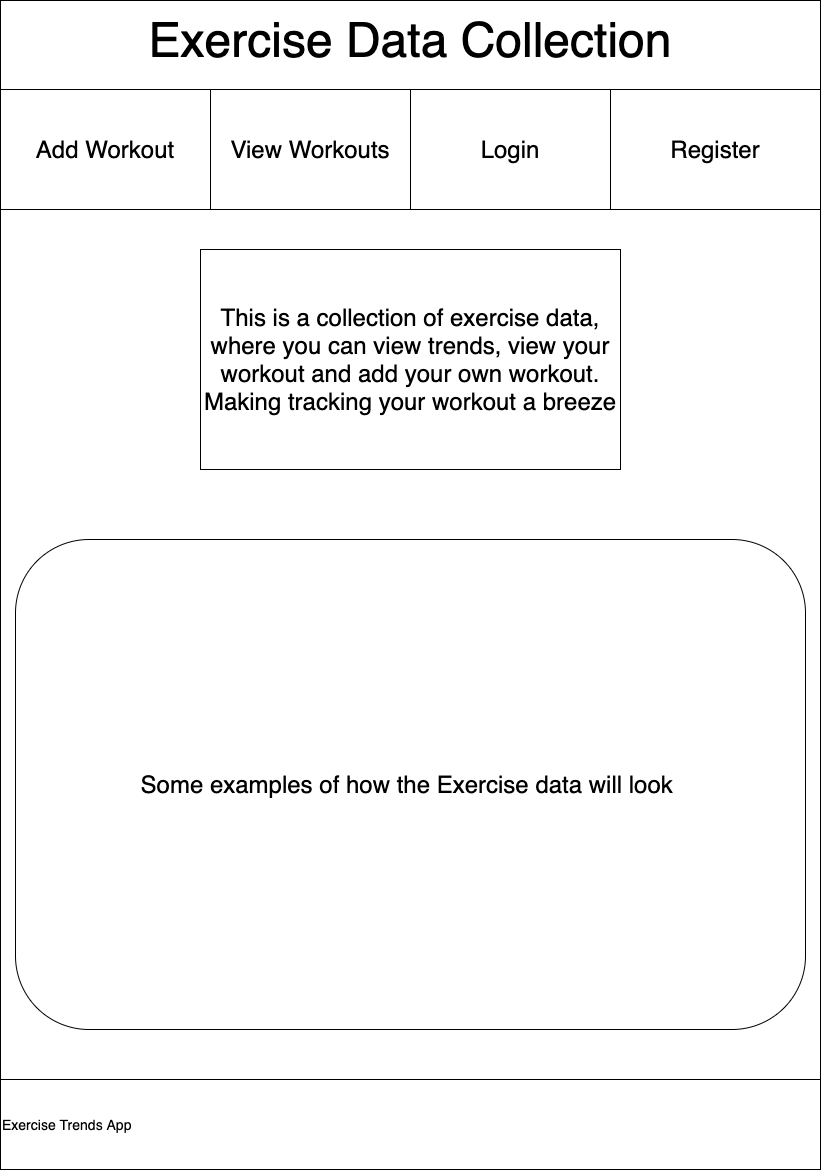 Exercise Data Collection
Add Workout
View Workouts
Login
Register
This is a collection of exercise data,
where you can view trends, view your
workout and add your own workout.
Making tracking your workout a breeze
Some examples of how the Exercise data will look
Exercise Trends App